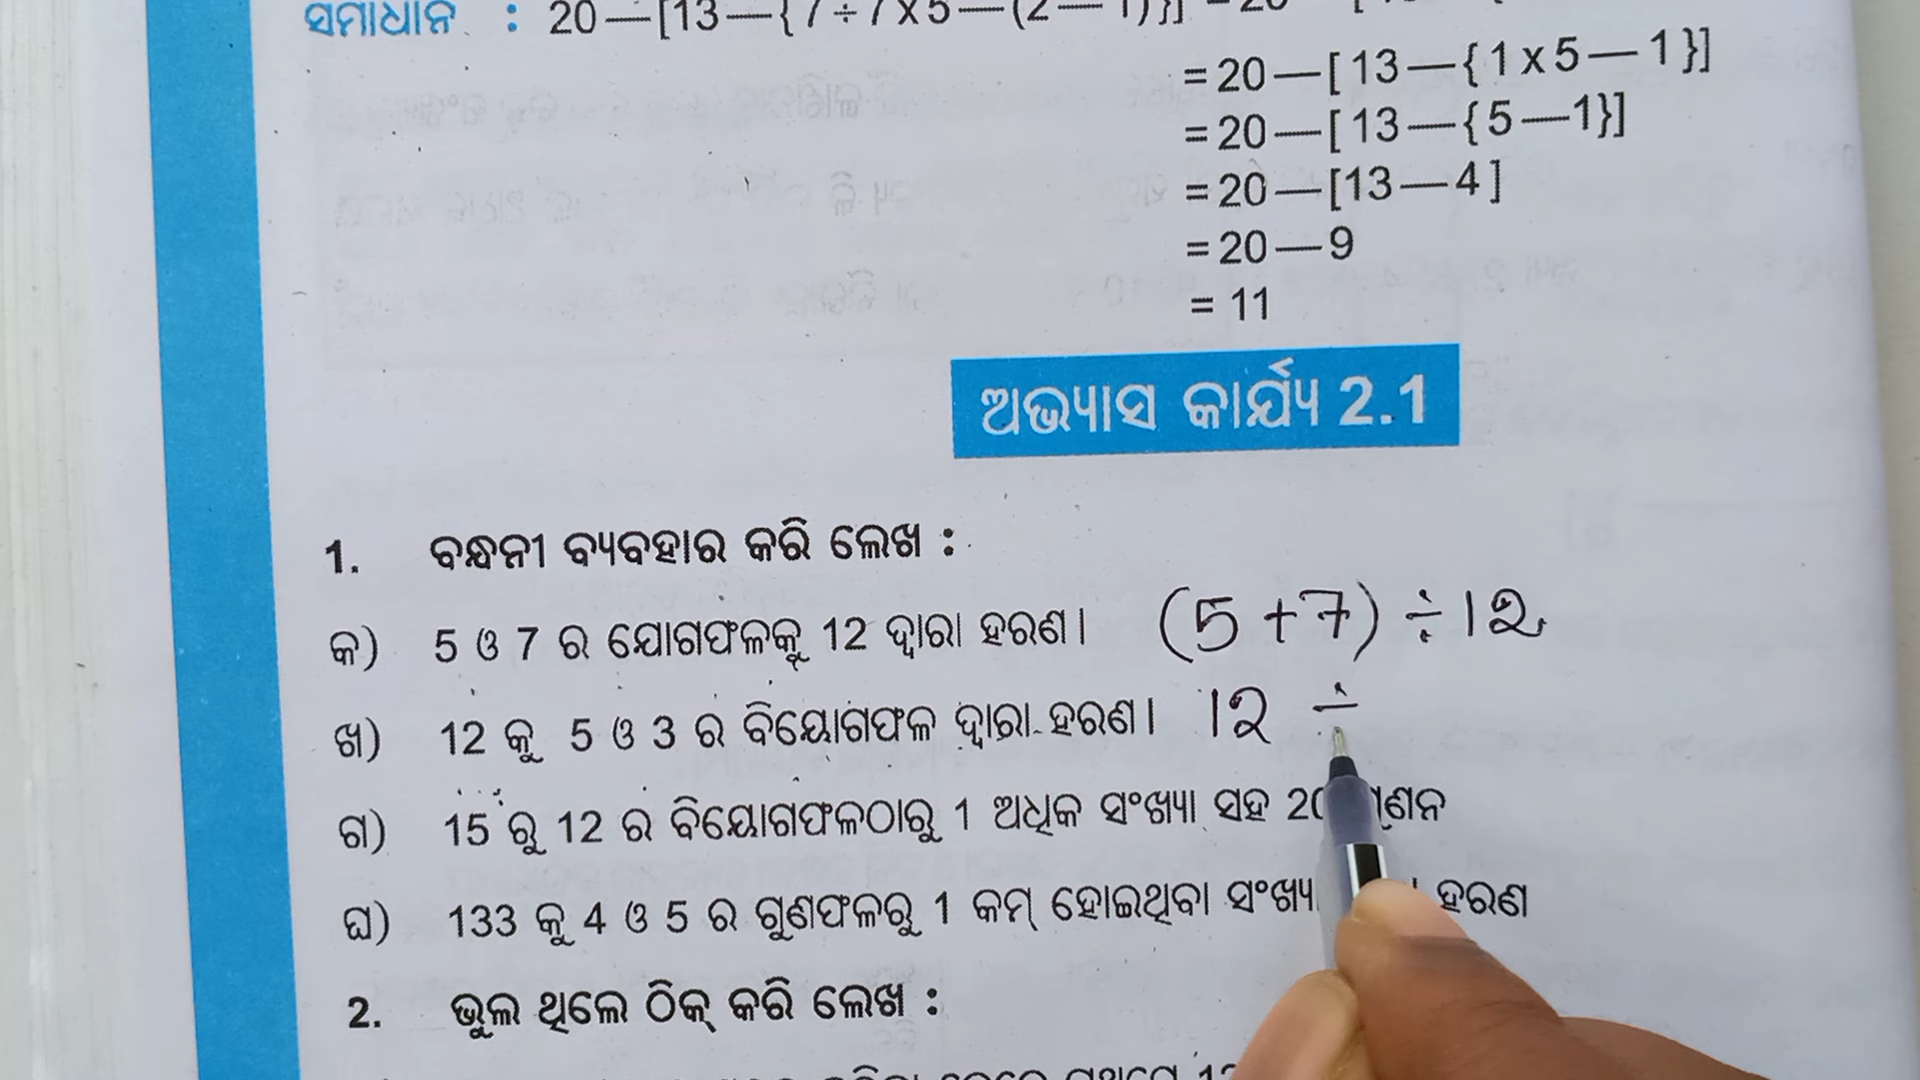 ସମାଧାନ : 20—[13—{7÷7x5—(2—1)}]
=20—[13—{1x5—1}]
=20—[13—{5—1}]
=20—[13—4]
=20—9
= 11
ଅଭ୍ୟାସ କାର୍ଯ୍ୟ 2.1
1. ବନ୍ଧନୀ ବ୍ୟବହାର କରି ଲେଖ :
କ) 5 ଓ 7 ର ଯୋଗଫଳକୁ 12 ଦ୍ୱାରା ହରଣ। (5+7)÷12
ଖ) 12 କୁ 5 ଓ 3 ର ବିୟୋଗଫଳ ଦ୍ୱାରା ହରଣ। 12 ÷
ଗ) 15 ରୁ 12 ର ବିୟୋଗଫଳଠାରୁ 1 ଅଧିକ ସଂଖ୍ୟା ସହ 20 ଗୁଣନ
ଘ) 133 କୁ 4 ଓ 5 ର ଗୁଣଫଳରୁ 1 କମ୍ ହୋଇଥିବା ସଂଖ୍ୟା ହରଣ
2. ଭୁଲ ଥିଲେ ଠିକ୍ କରି ଲେଖ :